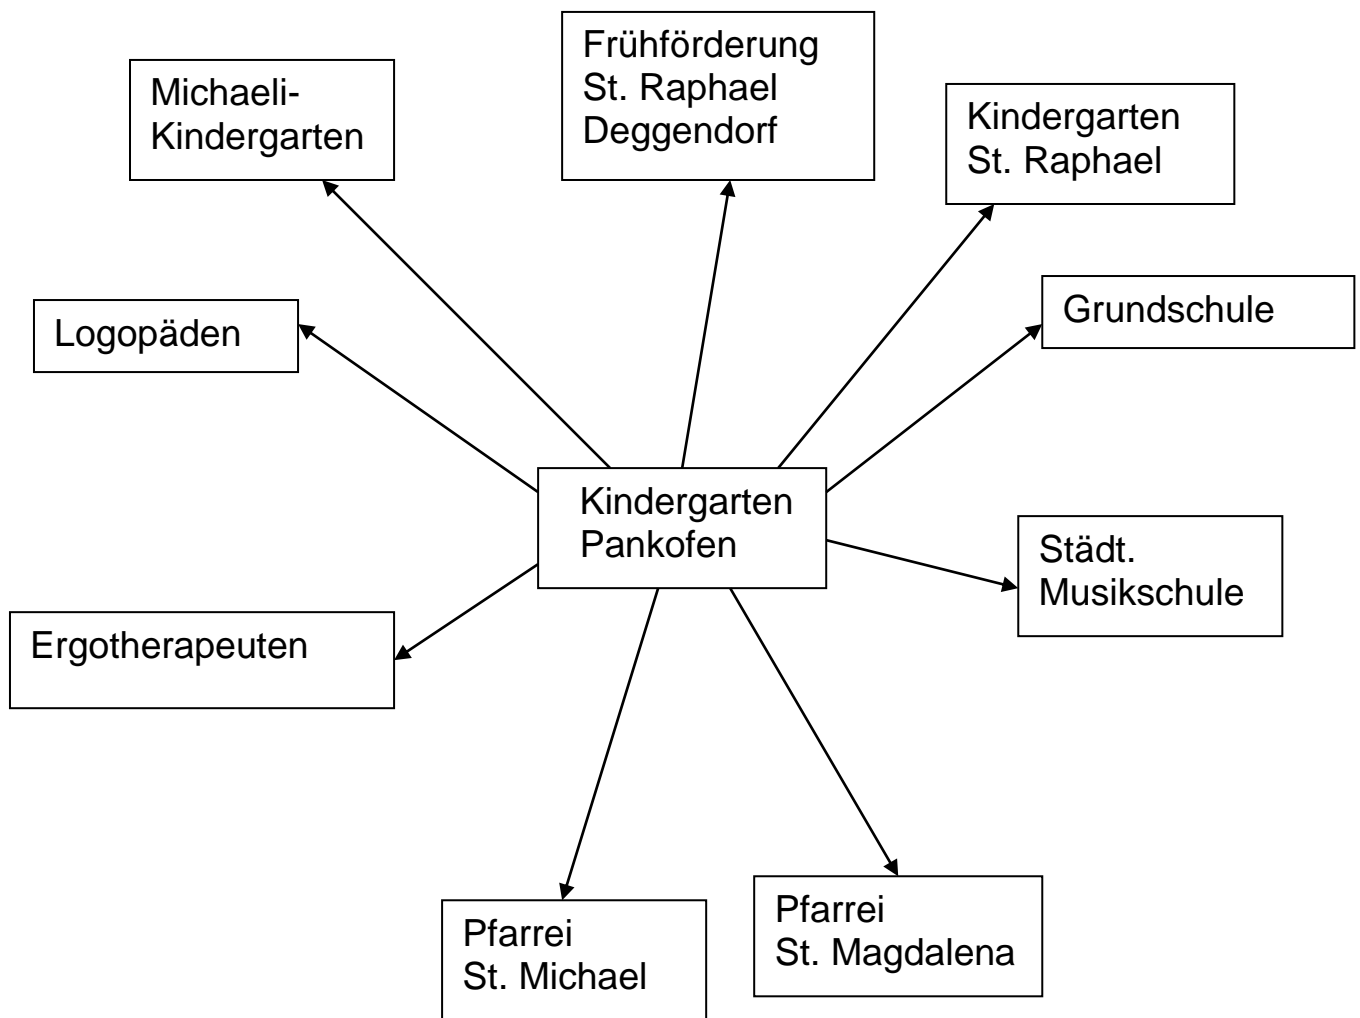 Frühförderung
St. Raphael
Deggendorf
Michaeli-
Kindergarten
Kindergarten
St. Raphael
Grundschule
Logopäden
Kindergarten
Pankofen
Städt.
Musikschule
Ergotherapeuten
Pfarrei
St. Magdalena
Pfarrei
St. Michael